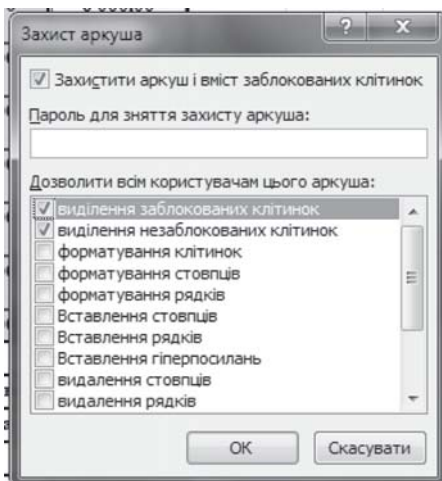 Захист аркуша
Захистити аркуш і вміст заблокованих клітинок
Пароль для зняття захисту аркуша:
Дозволити всім користувачам цього аркуша:
виділення заблокованих клітинок
виділення незаблокованих клітинок
форматування клітинок
форматування стовпців
форматування рядків
Вставлення стовпців
Вставлення рядків
Вставлення гіперпосилань
видалення стовпців
видалення рядків
ОК Скасувати